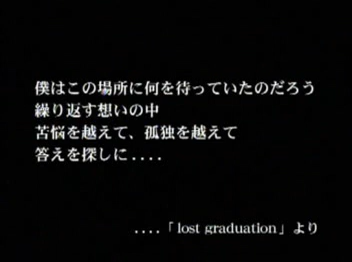 僕はこの場所に何を待っていたのだろう
繰り返す想いの中
苦悩を越えて、孤独を越えて
答えを探しに....
....「lost graduation」より